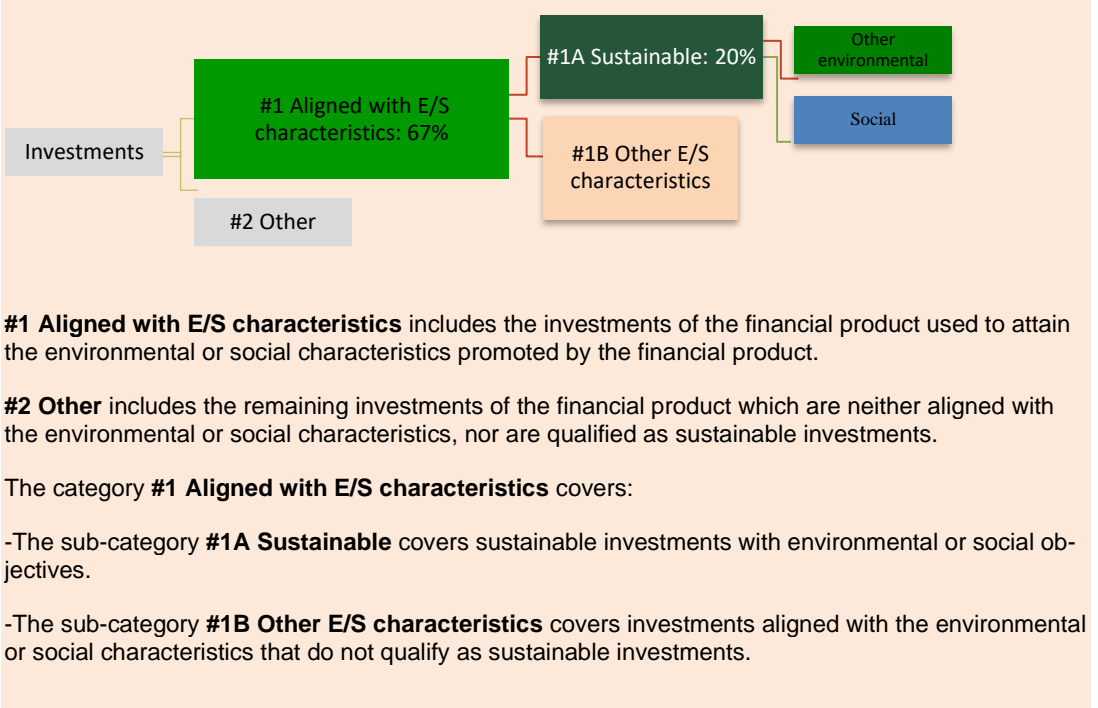 Investments
#1 Aligned with E/S
characteristics: 67%
#2 Other
#1A Sustainable: 20%
#1B Other E/S
characteristics
Other
environmental
Social
#1 Aligned with E/S characteristics includes the investments of the financial product used to attain
the environmental or social characteristics promoted by the financial product.
#2 Other includes the remaining investments of the financial product which are neither aligned with
the environmental or social characteristics, nor are qualified as sustainable investments.
The category #1 Aligned with E/S characteristics covers:
-The sub-category #1A Sustainable covers sustainable investments with environmental or social ob-
jectives.
-The sub-category #1B Other E/S characteristics covers investments aligned with the environmental
or social characteristics that do not qualify as sustainable investments.